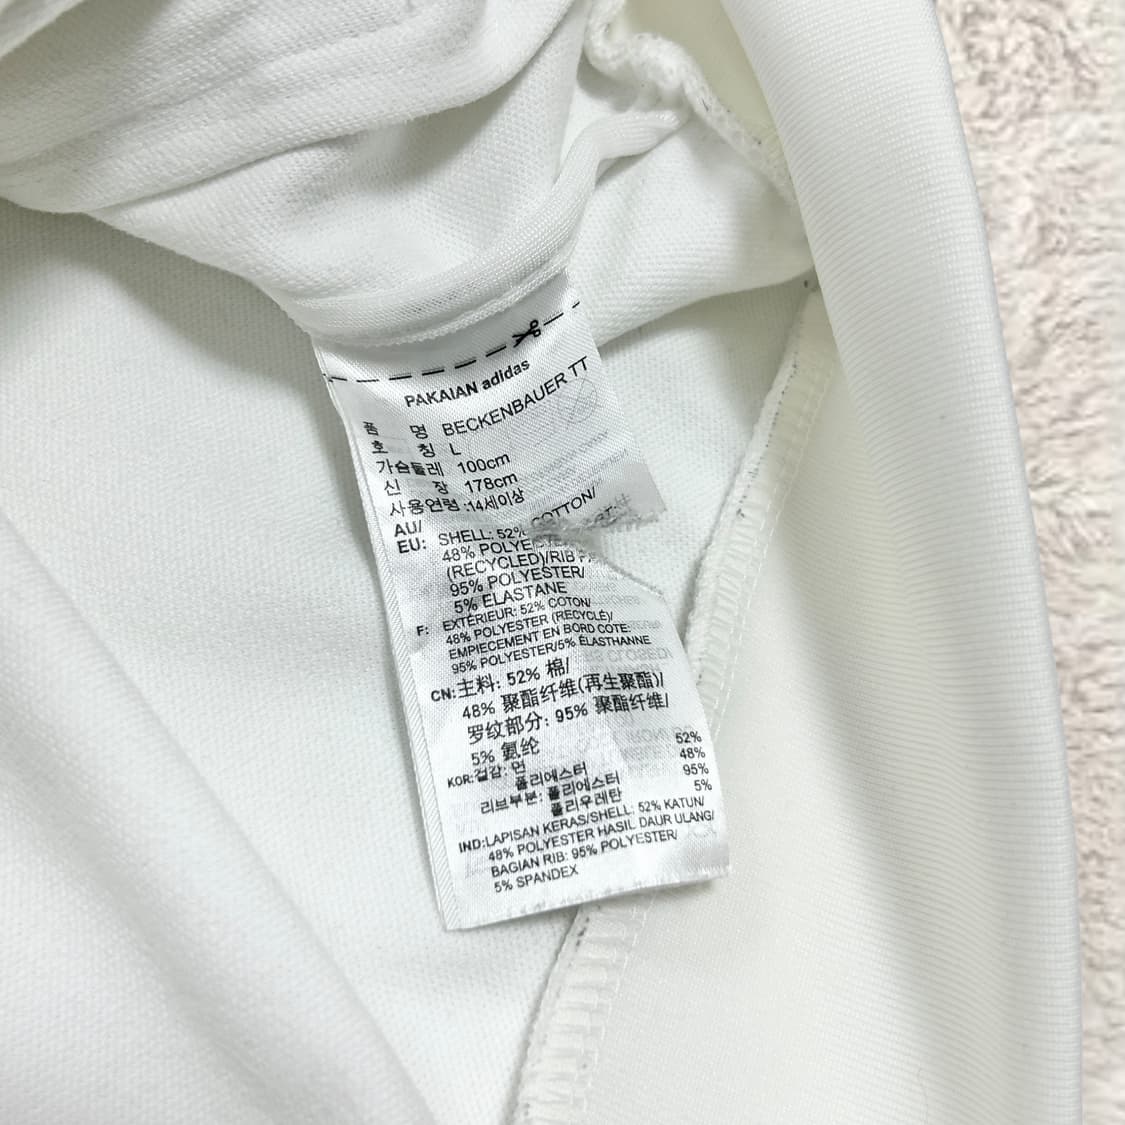 PAKAIAN adidas
품 명 BECKENBAUER TT
호 칭 L
가슴둘레 100cm
신 장 178cm
사용연령 :14세이상
AU/
EU: SHELL: 52% COTTON/
48% POLYE
(RECYCLED)/RIB
95% POLYESTER/
5% ELASTANE
F: EXTÉRIEUR: 52% COTON/
48% POLYESTER (RECYCLÉ)/
EMPIECEMENT EN BORD COTE:
95% POLYESTER/5% ÉLASTHANNE
CN: 主料: 52% 棉/
48% 聚酯纤维(再生聚酯)/
罗纹部分: 95% 聚酯纤维/
5% 氨纶
KOR: 겉감: 면 52%
폴리에스터 48%
리브부분: 폴리에스터 95%
폴리우레탄 5%
IND:LAPISAN KERAS/SHELL: 52% KATUN/
48% POLYESTER HASIL DAUR ULANG/
BAGIAN RIB: 95% POLYESTER/
5% SPANDEX